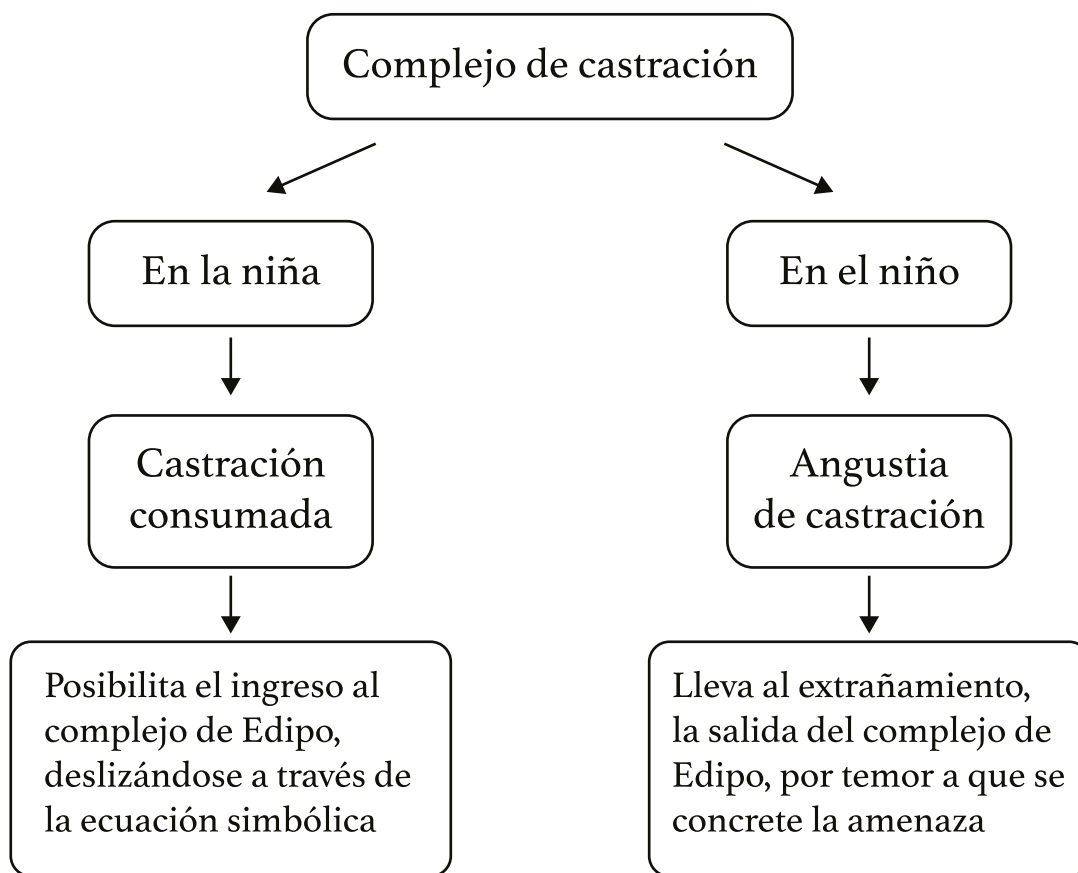 Complejo de castración
En la niña
En el niño
Castración
consumada
Angustia
de castración
Posibilita el ingreso al
complejo de Edipo,
deslizándose a través de
la ecuación simbólica
Lleva al extrañamiento,
la salida del complejo de
Edipo, por temor a que se
concrete la amenaza